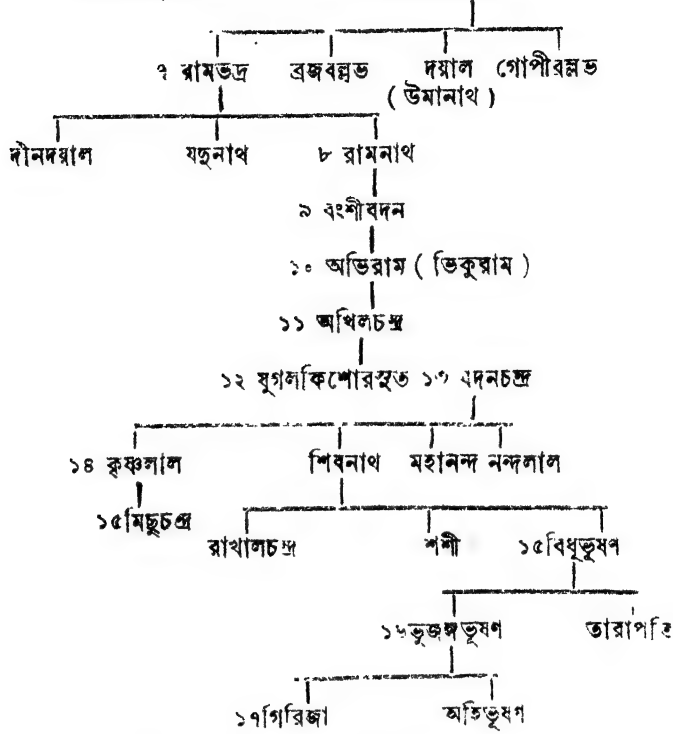 ৭ রামভদ্র ব্রজবল্লভ দয়াল গোপীবল্লভ
( উমানাথ )
দীনদয়াল যদুনাথ ৮ রামনাথ
৯ বংশীবদন
১০ অভিরাম ( ভিকুরাম )
১১ অখিলচন্দ্র
১২ যুগলকিশোরসুত ১৩ বদনচন্দ্র
১৪ কৃষ্ণলাল শিবনাথ মহানন্দ নন্দলাল
১৫মিছুচন্দ্র
রাখালচন্দ্র শশী ১৫বিধুভূষণ
১৬ভুজঙ্গভূষণ তারাপতি
১৭গিরিজা অহিভূষণ